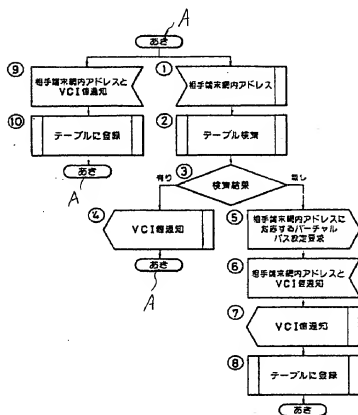 A
あき
⑨
相手端末網内アドレスと
VCI値通知
①
相手端末網内アドレス
⑩
テーブルに登録
②
テーブル検索
あき
A
③
検索結果
有り
無し
④
VCI値通知
あき
A
⑤
相手端末網内アドレスに
対応するバーチャル
パス設定要求
⑥
相手端末網内アドレスと
VCI値通知
⑦
VCI値通知
⑧
テーブルに登録
あき